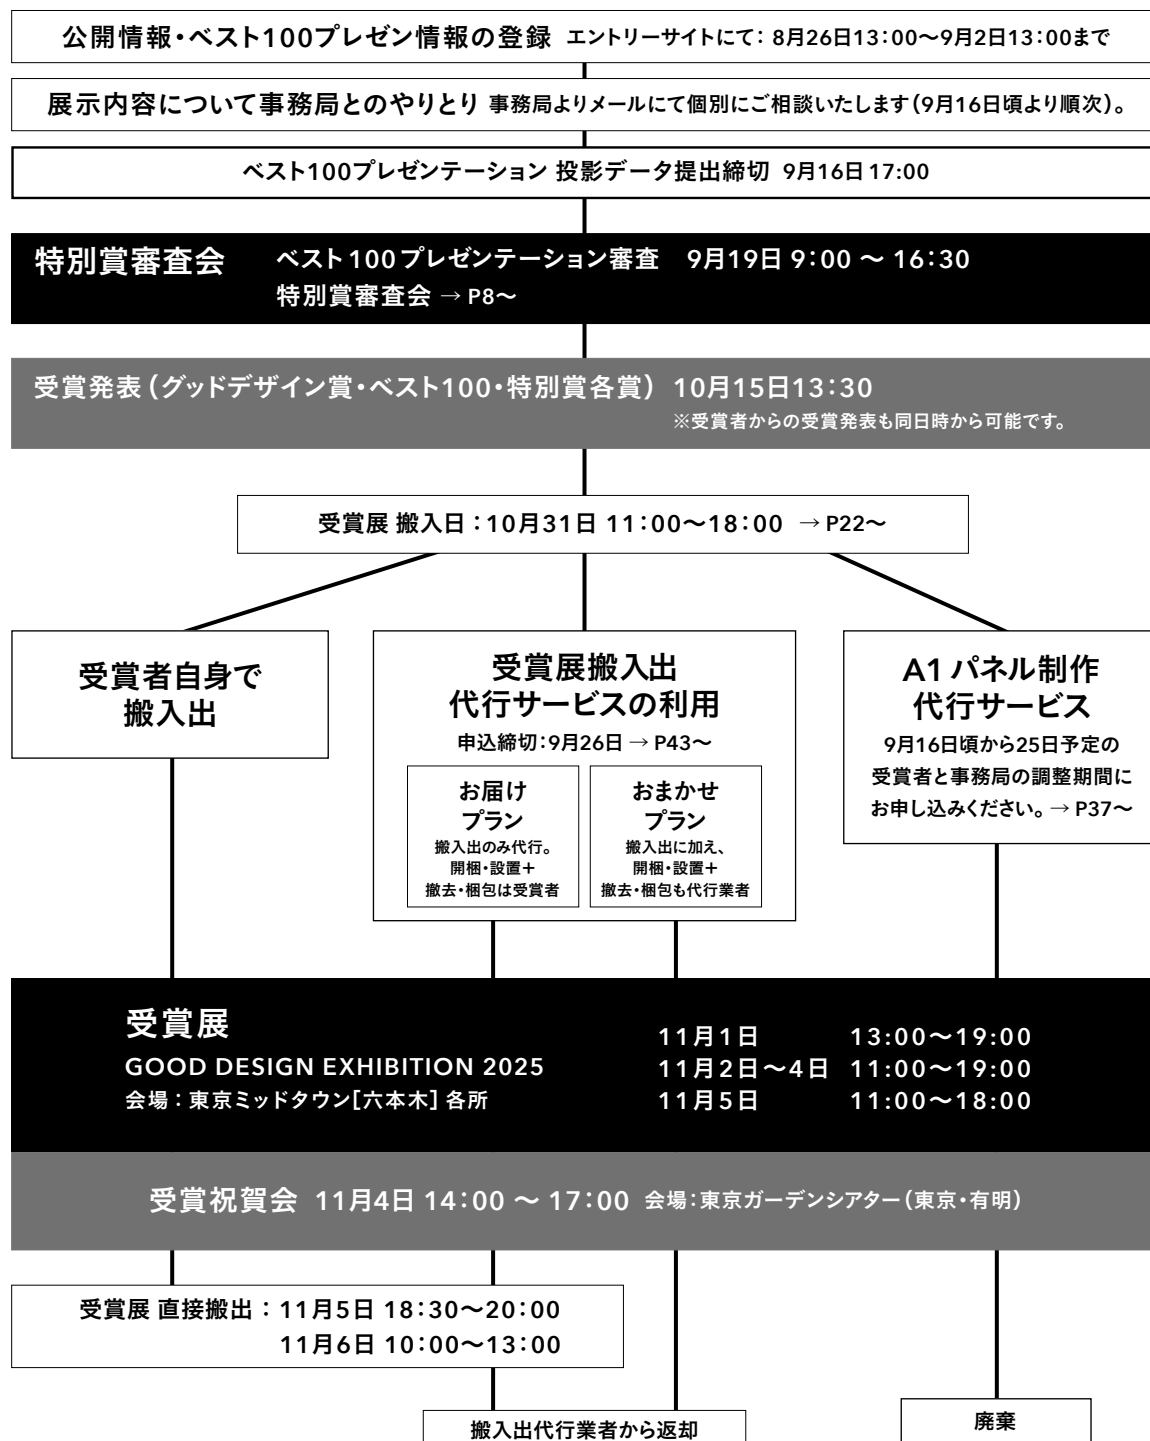 公開情報・ベスト100プレゼン情報の登録 エントリーサイトにて：8月26日13:00〜9月2日13:00まで
展示内容について事務局とのやりとり 事務局よりメールにて個別にご相談いたします（9月16日頃より順次）。
ベスト100プレゼンテーション 投影データ提出締切 9月16日 17:00
特別賞審査会 ベスト100プレゼンテーション審査 9月19日 9:00 〜 16:30
特別賞審査会 → P8〜
受賞発表（グッドデザイン賞・ベスト100・特別賞各賞） 10月15日13:30
※受賞者からの受賞発表も同日時から可能です。
受賞展 搬入日：10月31日 11:00〜18:00 → P22〜
受賞者自身で
搬入出
受賞展搬入出
代行サービスの利用
申込締切：9月26日 → P43〜
お届け
プラン
搬入出のみ代行。
開梱・設置＋
撤去・梱包は受賞者
おまかせ
プラン
搬入出に加え、
開梱・設置＋
撤去・梱包も代行業者
A1 パネル制作
代行サービス
9月16日頃から25日予定の
受賞者と事務局の調整期間に
お申し込みください。→ P37〜
受賞展
GOOD DESIGN EXHIBITION 2025
会場：東京ミッドタウン［六本木］各所
11月1日 13:00〜19:00
11月2日〜4日 11:00〜19:00
11月5日 11:00〜18:00
受賞祝賀会 11月4日 14:00 〜 17:00 会場：東京ガーデンシアター（東京・有明）
受賞展 直接搬出：11月5日 18:30〜20:00
11月6日 10:00〜13:00
搬入出代行業者から返却
廃棄